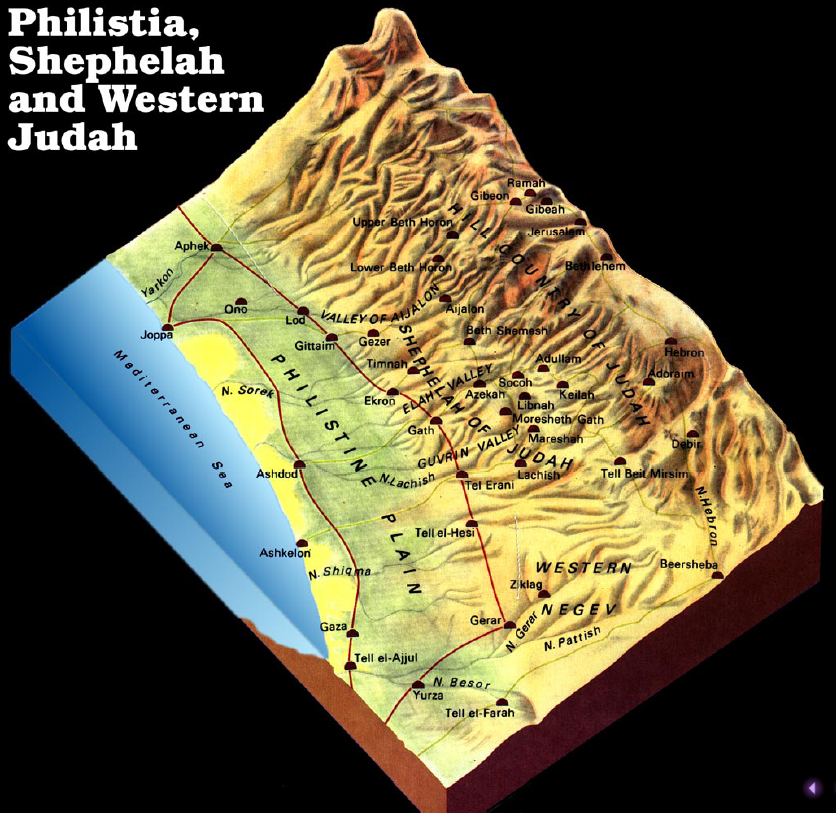 Philistia,
Shephelah
and Western
Judah
Ramah
Gibeon
Gibeah
Upper Beth Horon
Jerusalem
HILL COUNTRY OF JUDAH
Aphek
Lower Beth Horon
Bethlehem
Yarkon
Ono
Aijalon
Lod
VALLEY OF AIJALON
Joppa
Gittaim
Gezer
Beth Shemesh
SHEPHELAH OF JUDAH
Hebron
Mediterranean Sea
PHILISTINE PLAIN
Timnah
Adullam
Adoraim
N. Sorek
Ekron
ELAH VALLEY
Socoh
Azekah
Keilah
Libnah
Moresheth Gath
Gath
Mareshah
Debir
GUVRIN VALLEY
Ashdod
N.Lachish
Tel Erani
Lachish
Tell Beit Mirsim
N.Hebron
Tell el-Hesi
Ashkelon
N. Shiqma
WESTERN
NEGEV
Beersheba
Ziklag
Gaza
Gerar
N. Gerar
N. Pattish
Tell el-Ajjul
N. Besor
Yurza
Tell el-Farah